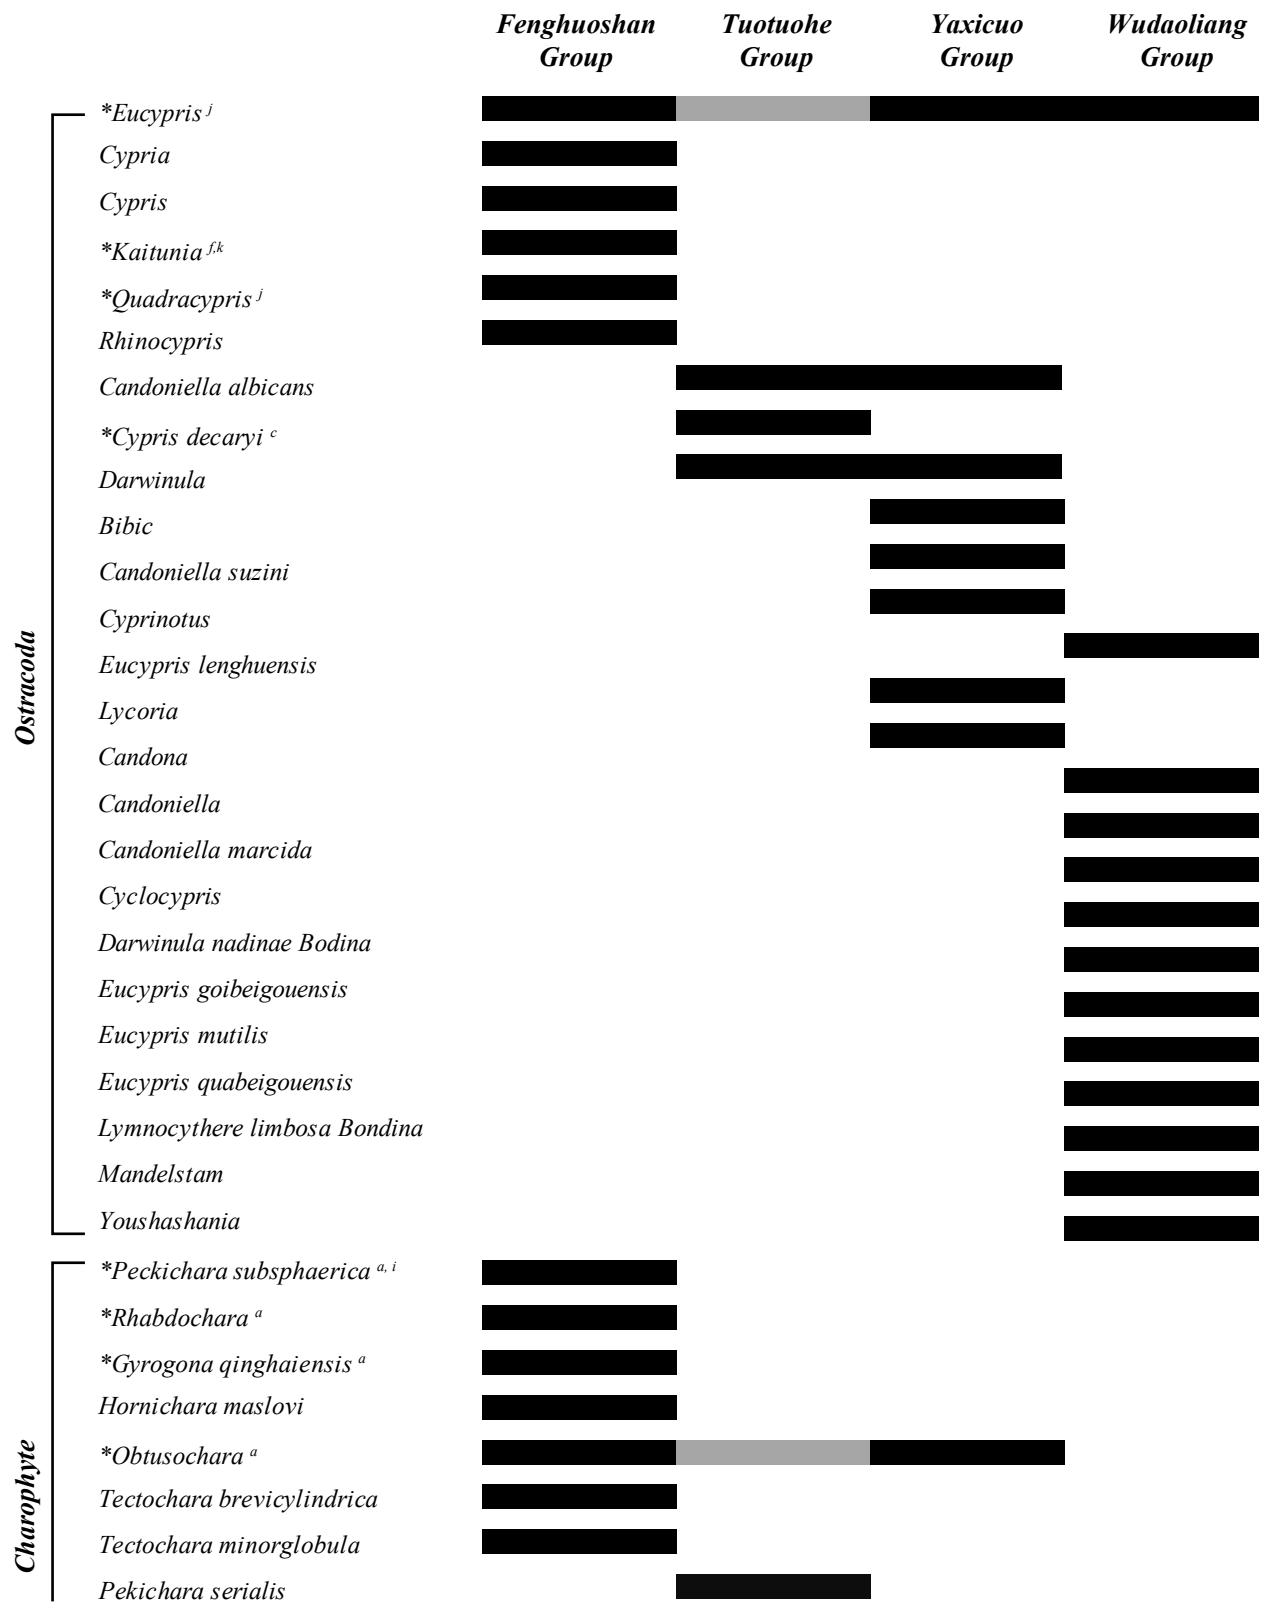 Fenghuoshan Group
Tuotuohe Group
Yaxicuo Group
Wudaoliang Group
Ostracoda
*Eucypris j
Cypria
Cypris
*Kaitunia f,k
*Quadracypris j
Rhinocypris
Candoniella albicans
*Cypris decaryi c
Darwinula
Bibic
Candoniella suzini
Cyprinotus
Eucypris lenghuensis
Lycoria
Candona
Candoniella
Candoniella marcida
Cyclocypris
Darwinula nadinae Bodina
Eucypris goibeigouensis
Eucypris mutilis
Eucypris quabeigouensis
Lymnocythere limbosa Bondina
Mandelstam
Youshashania
Charophyte
*Peckichara subsphaerica a, i
*Rhabdochara a
*Gyrogona qinghaiensis a
Hornichara maslovi
*Obtusochara a
Tectochara brevicylindrica
Tectochara minorglobula
Pekichara serialis